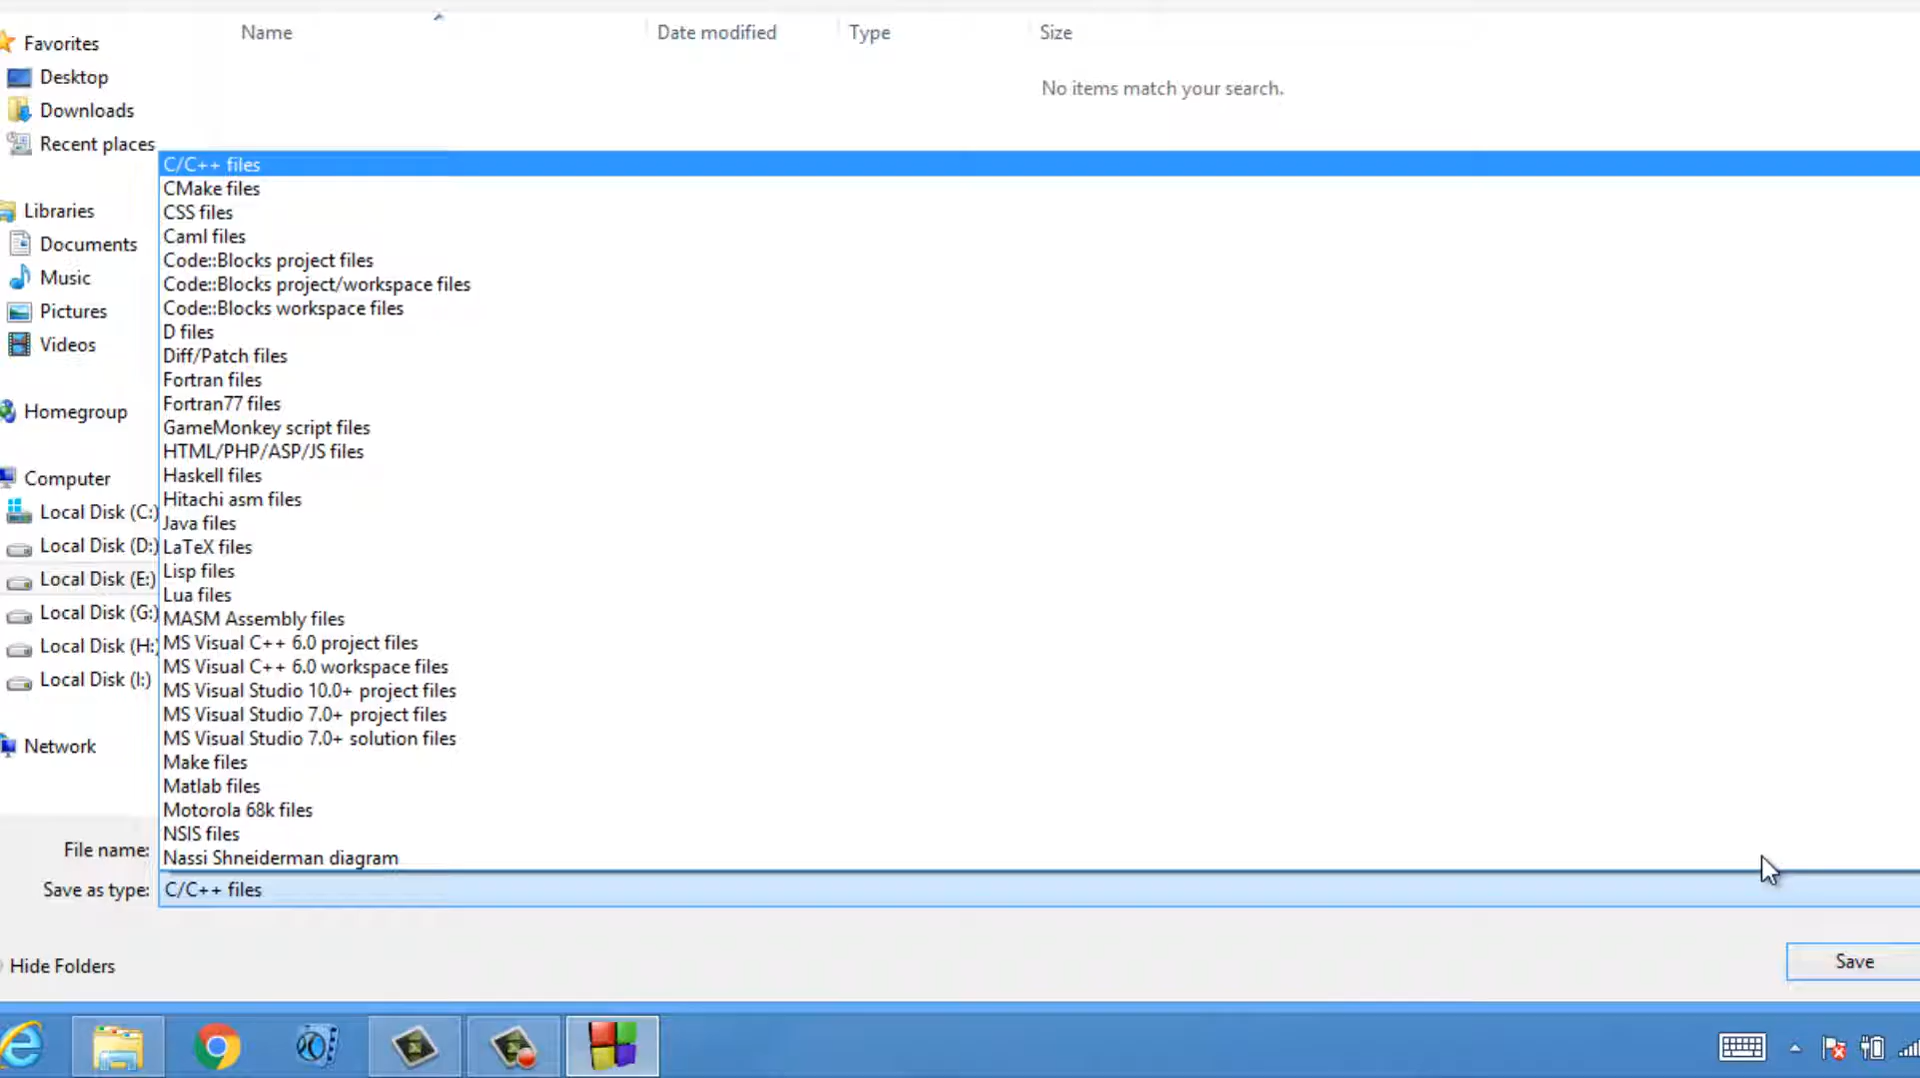 Name
Date modified
Type
Size
No items match your search.
Favorites
Desktop
Downloads
Recent places
Libraries
Documents
Music
Pictures
Videos
Homegroup
Computer
Local Disk (C:)
Local Disk (D:)
Local Disk (E:)
Local Disk (G:)
Local Disk (H:)
Local Disk (I:)
Network
C/C++ files
CMake files
CSS files
Caml files
Code::Blocks project files
Code::Blocks project/workspace files
Code::Blocks workspace files
D files
Diff/Patch files
Fortran files
Fortran77 files
GameMonkey script files
HTML/PHP/ASP/JS files
Haskell files
Hitachi asm files
Java files
LaTeX files
Lisp files
Lua files
MASM Assembly files
MS Visual C++ 6.0 project files
MS Visual C++ 6.0 workspace files
MS Visual Studio 10.0+ project files
MS Visual Studio 7.0+ project files
MS Visual Studio 7.0+ solution files
Make files
Matlab files
Motorola 68k files
NSIS files
Nassi Shneiderman diagram
File name:
Save as type: C/C++ files
Hide Folders
Save